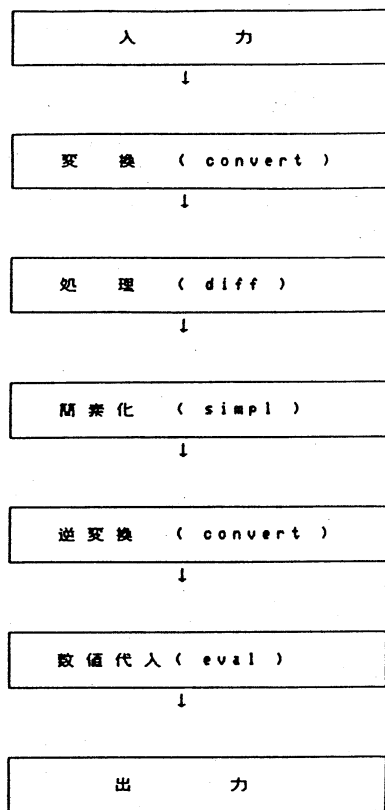 入力
↓
変換 ( convert )
↓
処理 ( diff )
↓
簡素化 ( simpl )
↓
逆変換 ( convert )
↓
数値代入 ( eval )
↓
出力